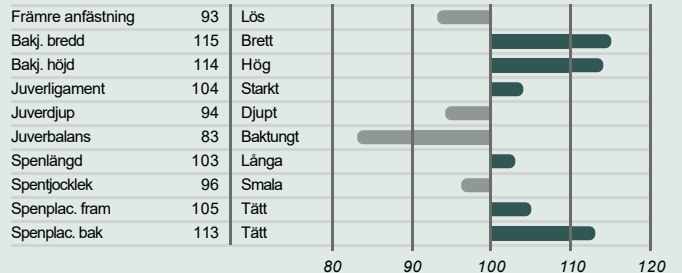 Främre anfästning 93 Lös
Bakj. bredd 115 Brett
Bakj. höjd 114 Hög
Juverligament 104 Starkt
Juverdjup 94 Djupt
Juverbalans 83 Baktungt
Spenlängd 103 Långa
Spentjocklek 96 Smala
Spenplac. fram 105 Tätt
Spenplac. bak 113 Tätt
80 90 100 110 120